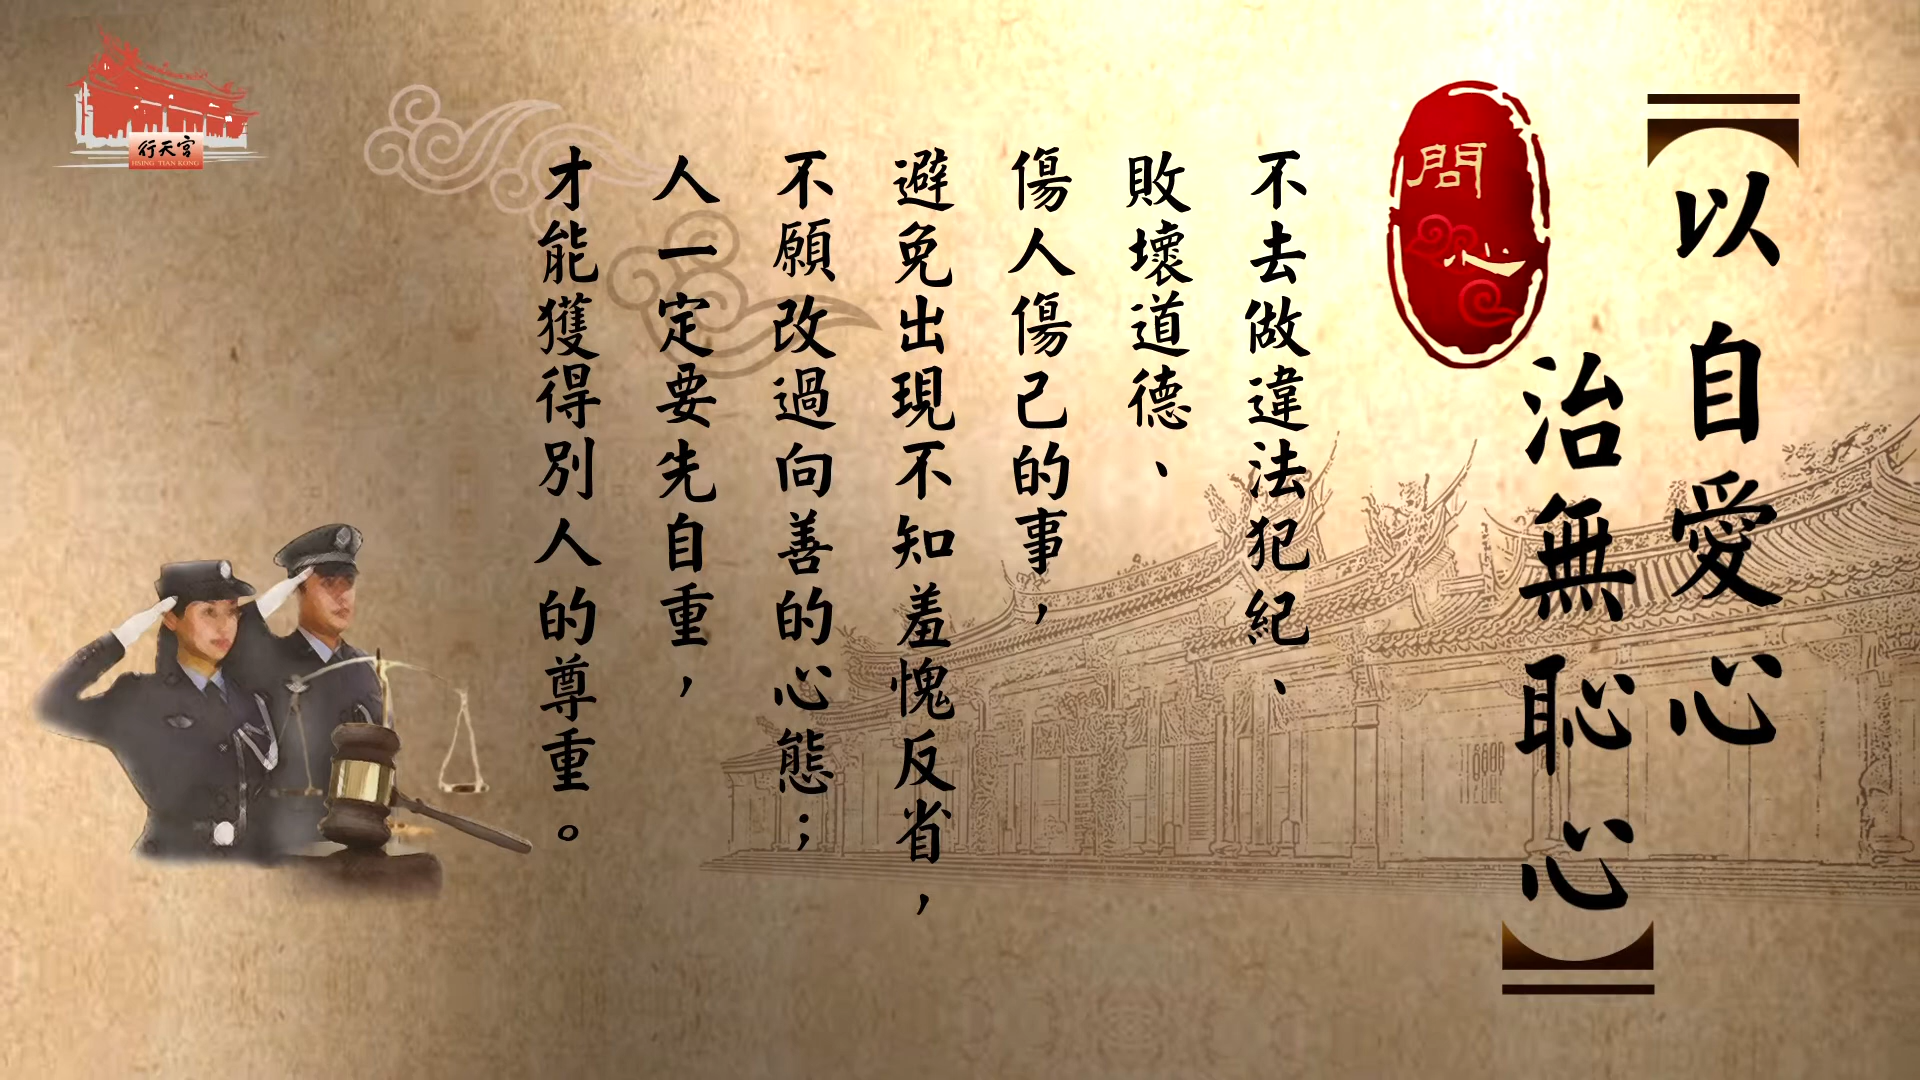 以自愛心
治無恥心
問心
不去做違法犯紀、
敗壞道德、
傷人傷己的事，
避免出現不知羞愧反省，
不願改過向善的心態；
人一定要先自重，
才能獲得別人的尊重。
行天宮
HSING TIAN KONG